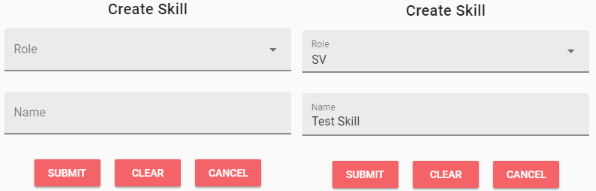 Create Skill
Role
Name
SUBMIT CLEAR CANCEL
Create Skill
Role
SV
Name
Test Skill
SUBMIT CLEAR CANCEL